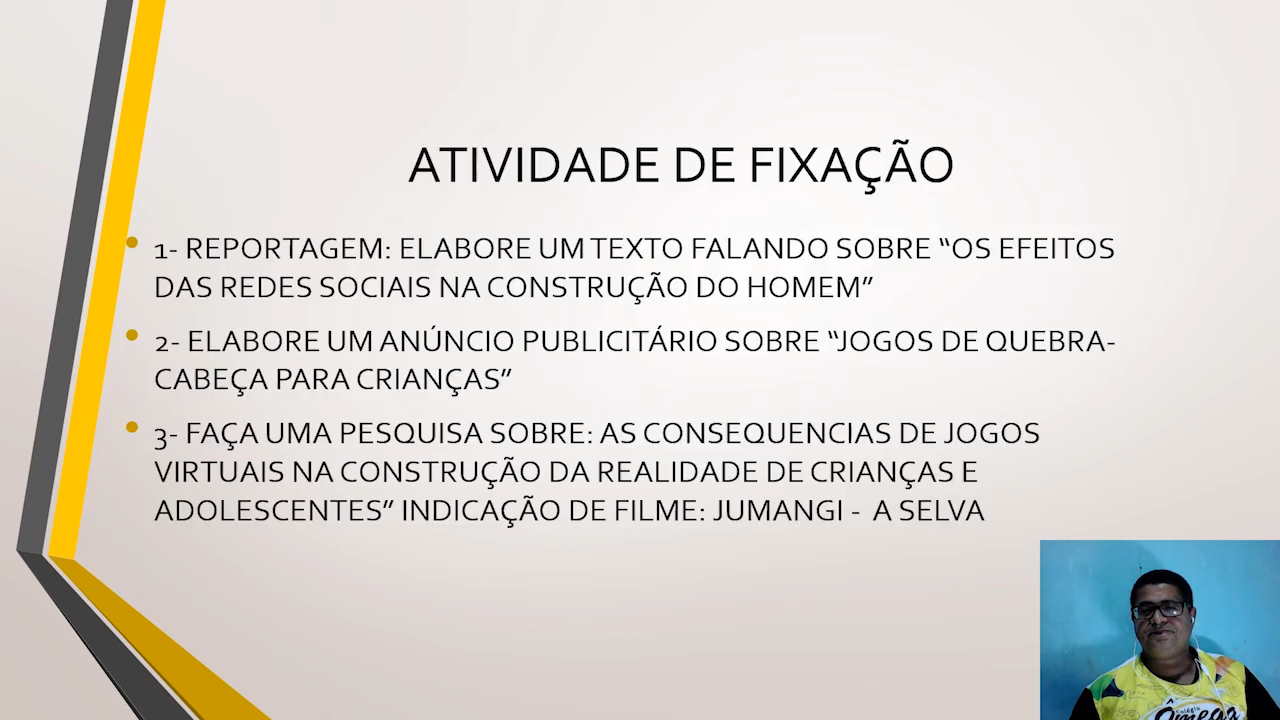 ATIVIDADE DE FIXAÇÃO
• 1- REPORTAGEM: ELABORE UM TEXTO FALANDO SOBRE “OS EFEITOS
DAS REDES SOCIAIS NA CONSTRUÇÃO DO HOMEM”
• 2- ELABORE UM ANÚNCIO PUBLICITÁRIO SOBRE “JOGOS DE QUEBRA-
CABEÇA PARA CRIANÇAS”
• 3- FAÇA UMA PESQUISA SOBRE: AS CONSEQUENCIAS DE JOGOS
VIRTUAIS NA CONSTRUÇÃO DA REALIDADE DE CRIANÇAS E
ADOLESCENTES” INDICAÇÃO DE FILME: JUMANGI - A SELVA
Colégio
Ômega